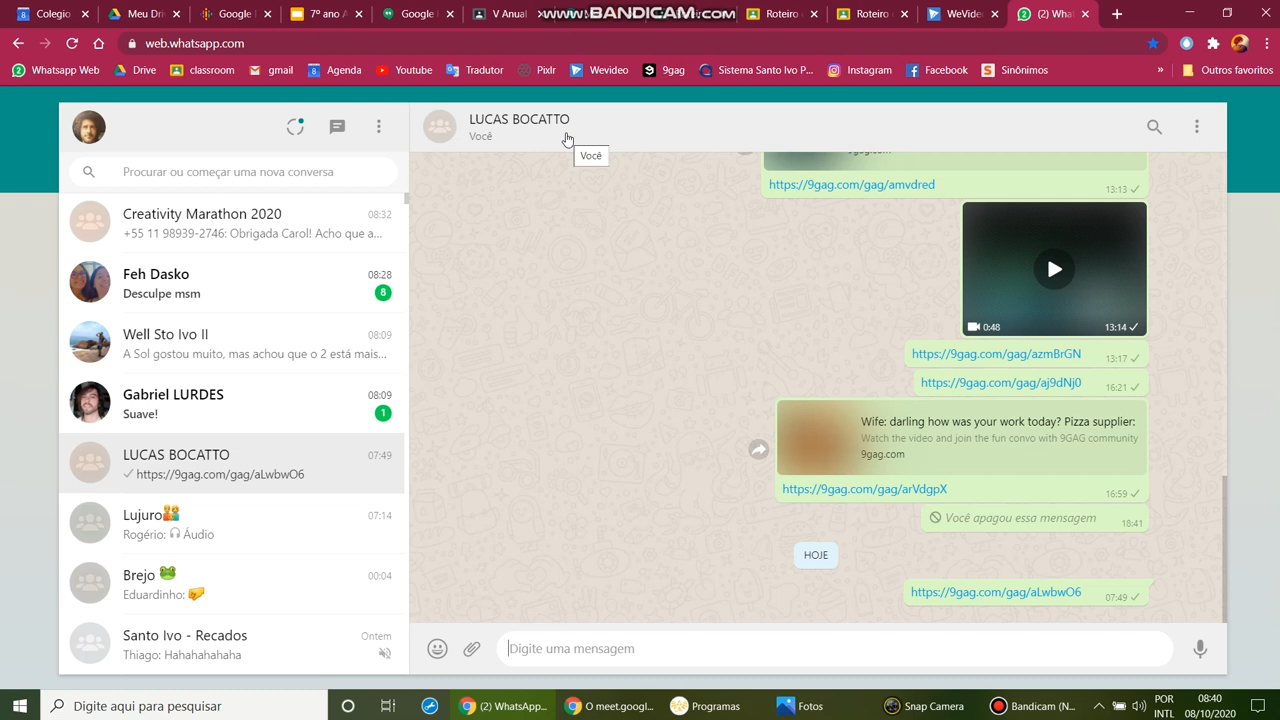 Colegio
Meu Dri
Google
7º ano A
Google
V Anual
www.BANDICAM.com
Roteiro
Roteiro
WeVideo
(2) Wha
web.whatsapp.com
Whatsapp Web
Drive
classroom
gmail
Agenda
Youtube
Tradutor
Pixlr
Wevideo
9gag
Sistema Santo Ivo P...
Instagram
Facebook
Sinônimos
»
Outros favoritos
LUCAS BOCATTO
Você
Você
Procurar ou começar uma nova conversa
Creativity Marathon 2020 08:32
+55 11 98939-2746: Obrigada Carol! Acho que a...
Feh Dasko 08:28
Desculpe msm 8
Well Sto Ivo II 08:09
A Sol gostou muito, mas achou que o 2 está mais...
Gabriel LURDES 08:09
Suave! 1
LUCAS BOCATTO 07:49
https://9gag.com/gag/aLwbwO6
Lujuro 07:14
Rogério: Áudio
Brejo 🐸 00:04
Eduardinho: 🤛
Santo Ivo - Recados Ontem
Thiago: Hahahahahaha
9gag.com
https://9gag.com/gag/amvdred 13:13
0:48 13:14
https://9gag.com/gag/azmBrGN 13:17
https://9gag.com/gag/aj9dNj0 16:21
Wife: darling how was your work today? Pizza supplier:
Watch the video and join the fun convo with 9GAG community
9gag.com
https://9gag.com/gag/arVdgpX 16:59
Você apagou essa mensagem 18:41
HOJE
https://9gag.com/gag/aLwbwO6 07:49
Digite uma mensagem
Digite aqui para pesquisar
(2) WhatsApp...
O meet.googl...
Programas
Fotos
Snap Camera
Bandicam (N...
POR
INTL
08:40
08/10/2020